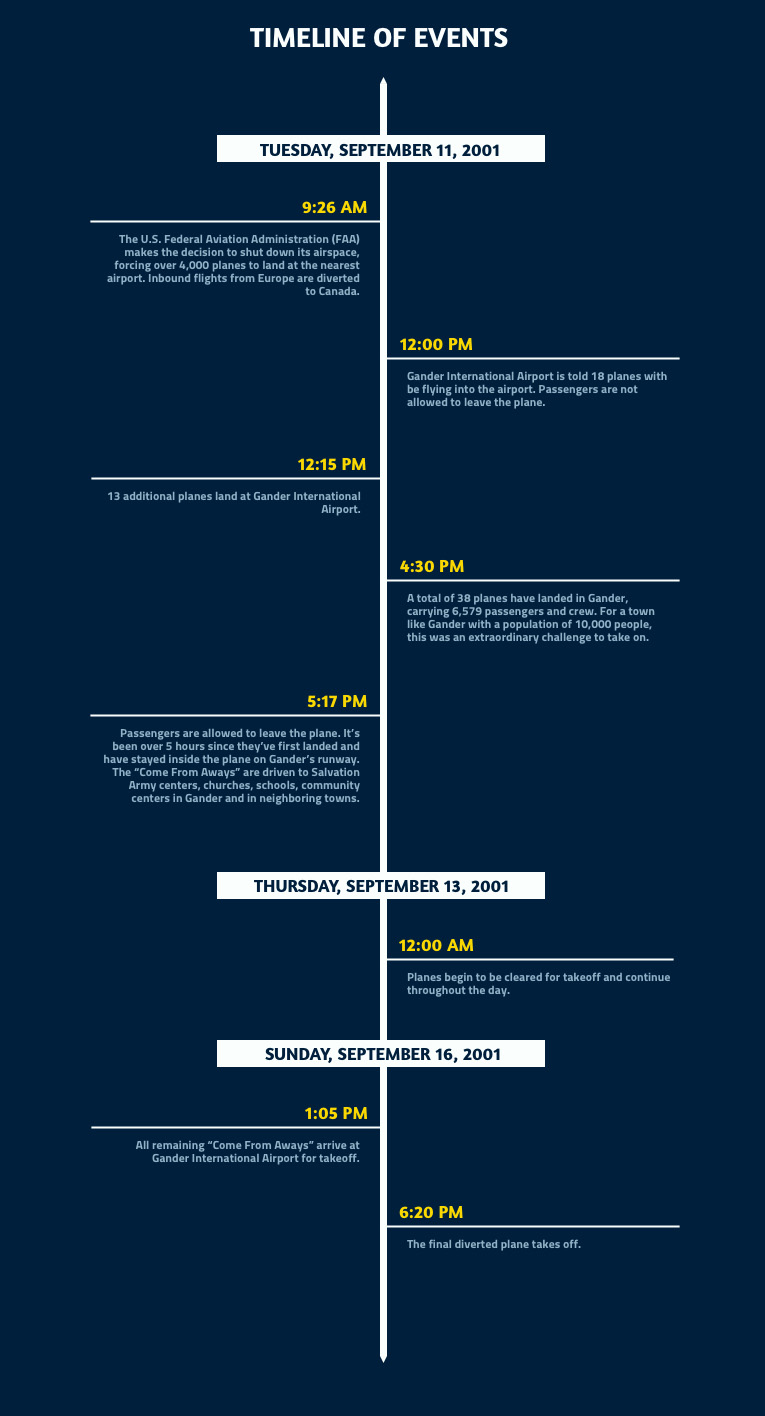 TIMELINE OF EVENTS
TUESDAY, SEPTEMBER 11, 2001
9:26 AM
The U.S. Federal Aviation Administration (FAA)
makes the decision to shut down its airspace,
forcing over 4,000 planes to land at the nearest
airport. Inbound flights from Europe are diverted
to Canada.
12:00 PM
Gander International Airport is told 18 planes with
be flying into the airport. Passengers are not
allowed to leave the plane.
12:15 PM
13 additional planes land at Gander International
Airport.
4:30 PM
A total of 38 planes have landed in Gander,
carrying 6,579 passengers and crew. For a town
like Gander with a population of 10,000 people,
this was an extraordinary challenge to take on.
5:17 PM
Passengers are allowed to leave the plane. It’s
been over 5 hours since they’ve first landed and
have stayed inside the plane on Gander’s runway.
The “Come From Aways” are driven to Salvation
Army centers, churches, schools, community
centers in Gander and in neighboring towns.
THURSDAY, SEPTEMBER 13, 2001
12:00 AM
Planes begin to be cleared for takeoff and continue
throughout the day.
SUNDAY, SEPTEMBER 16, 2001
1:05 PM
All remaining “Come From Aways” arrive at
Gander International Airport for takeoff.
6:20 PM
The final diverted plane takes off.